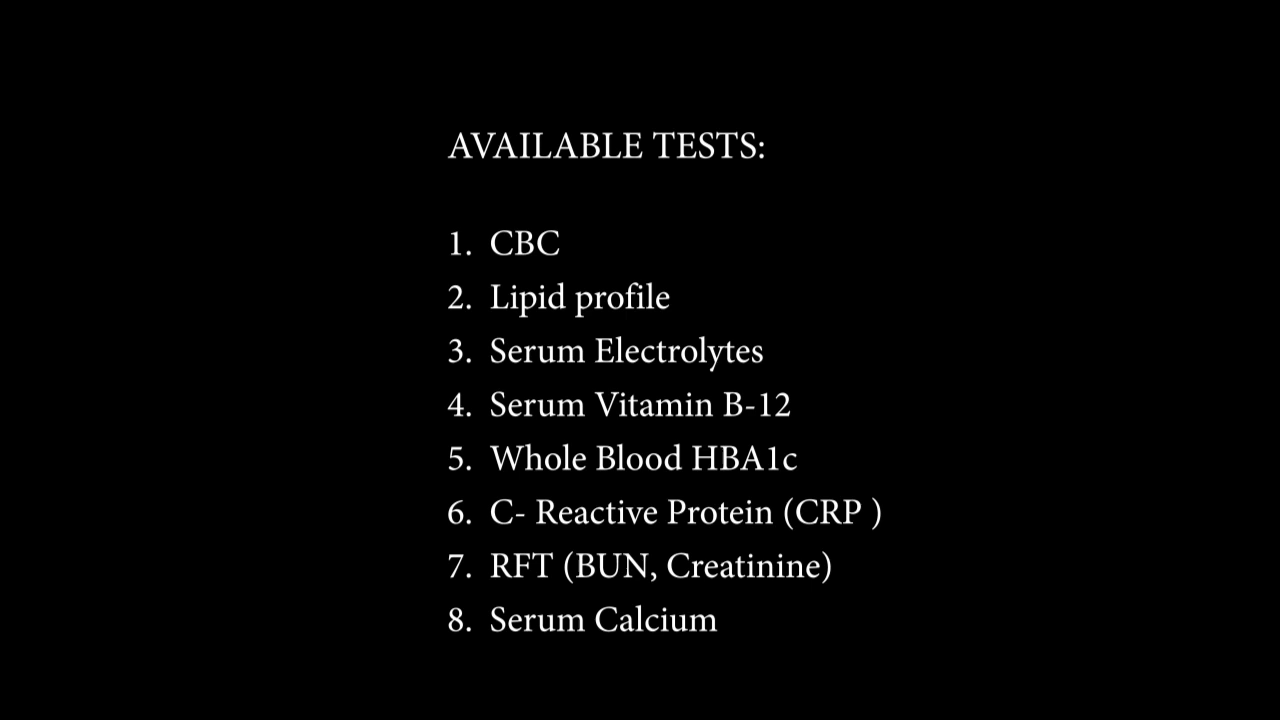 AVAILABLE TESTS:
1. CBC
2. Lipid profile
3. Serum Electrolytes
4. Serum Vitamin B-12
5. Whole Blood HBA1c
6. C- Reactive Protein (CRP )
7. RFT (BUN, Creatinine)
8. Serum Calcium